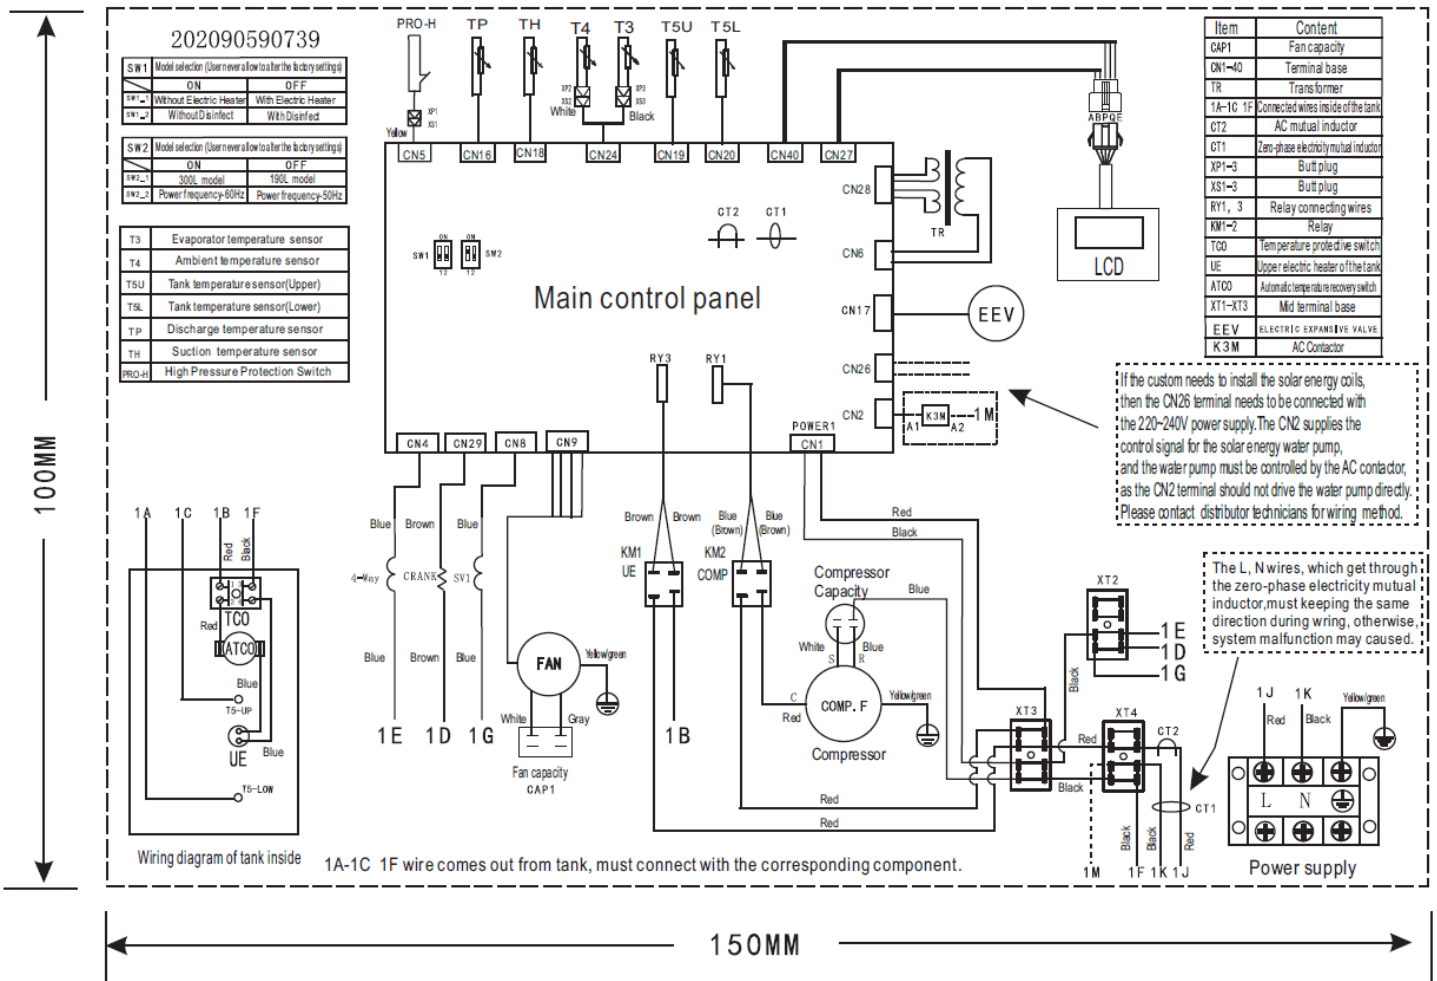 202090590739
SW1 Model selection (User never allow to alter the factory settings)
ON OFF
SW1_1 Without Electric Heater With Electric Heater
SW1_2 Without Disinfect With Disinfect
SW2 Model selection (User never allow to alter the factory settings)
ON OFF
SW2_1 300L model 190L model
SW2_2 Power frequency-60Hz Power frequency-50Hz
T3 Evaporator temperature sensor
T4 Ambient temperature sensor
T5U Tank temperature sensor(Upper)
T5L Tank temperature sensor(Lower)
TP Discharge temperature sensor
TH Suction temperature sensor
PRO-H High Pressure Protection Switch
PRO-H TP TH T4 T3 T5U T5L
XP2 XP3
XS2 XS3
White Black
XP1
XS1
Yellow
CN5 CN16 CN18 CN24 CN19 CN20 CN40 CN27
CN28
TR
CN6
CT2 CT1
ON ON
SW1 SW2
12 12
Main control panel
CN17 EEV
CN26
CN2 K3M 1M
A1 A2
RY3 RY1
POWER1
CN1
CN4 CN29 CN8 CN9
ABPQE
LCD
Item Content
CAP1 Fan capacity
CN1-40 Terminal base
TR Transformer
1A-1C 1F Connected wires inside of the tank
CT2 AC mutual inductor
CT1 Zero-phase electricity mutual inductor
XP1-3 Butt plug
XS1-3 Butt plug
RY1, 3 Relay connecting wires
KM1-2 Relay
TCO Temperature protective switch
UE Upper electric heater of the tank
ATCO Automatic temperature recovery switch
XT1-XT3 Mid terminal base
EEV ELECTRIC EXPANSIVE VALVE
K3M AC Contactor
If the custom needs to install the solar energy coils,
then the CN26 terminal needs to be connected with
the 220~240V power supply.The CN2 supplies the
control signal for the solar energy water pump,
and the water pump must be controlled by the AC contactor,
as the CN2 terminal should not drive the water pump directly.
Please contact distributor technicians for wiring method.
The L, N wires, which get through
the zero-phase electricity mutual
inductor,must keeping the same
direction during wring, otherwise,
system malfunction may caused.
100MM
1A 1C 1B 1F
Red Black
1 3
2 4
TCO
Red
ATCO
Blue
T5-UP
UE
Blue
T5-LOW
Wiring diagram of tank inside
Blue Brown Blue
4-Way CRANK SV1
Blue Brown Blue
1E 1D 1G
FAN
Yellow/green
White Gray
Fan capacity
CAP1
Brown Brown
KM1
UE
1B
Blue Blue
(Brown) (Brown)
KM2
COMP
Red
Black
Compressor
Capacity
Blue
White Blue
S R
C
Red
COMP.F
Yellow/green
Compressor
Red
Red
XT2
1E
1D
1G
Black
XT3
Red
Black
XT4
CT2
CT1
Black Black Red
1M 1F 1K 1J
1J 1K
Red Black Yellow/green
L N
Power supply
1A-1C 1F wire comes out from tank, must connect with the corresponding component.
150MM